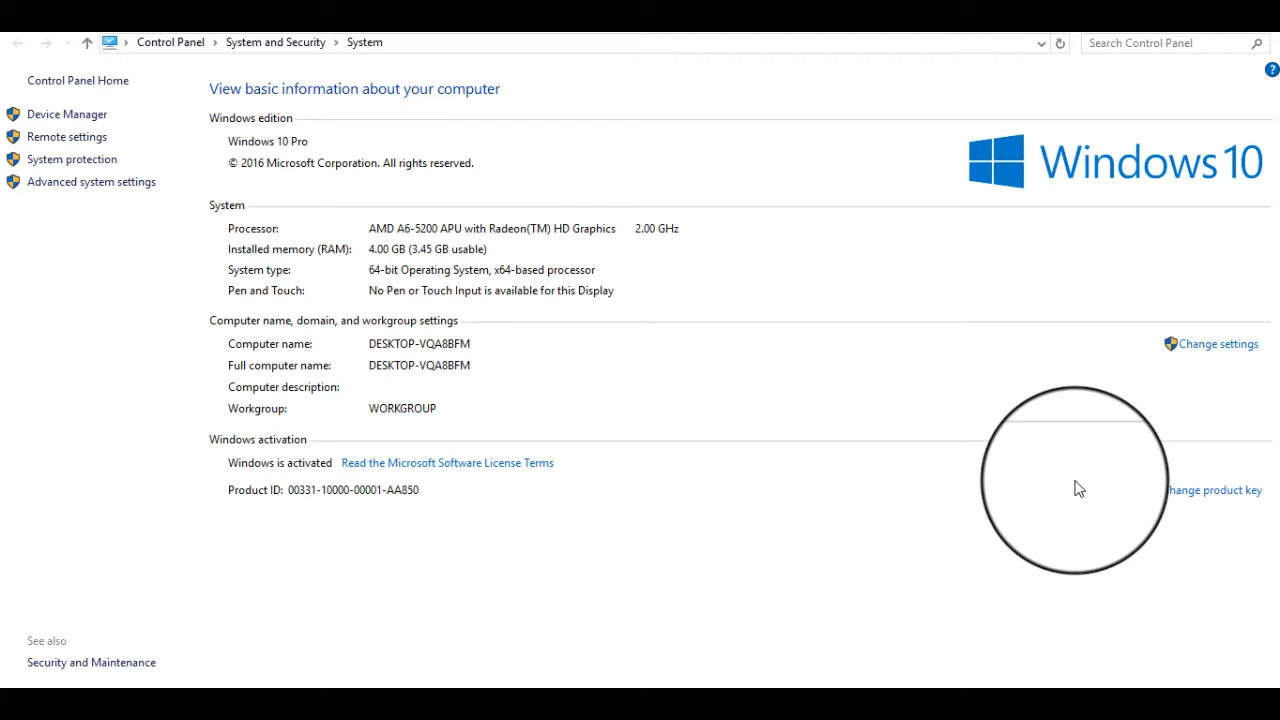 Control Panel › System and Security › System
Search Control Panel
Control Panel Home
Device Manager
Remote settings
System protection
Advanced system settings
View basic information about your computer
Windows edition
Windows 10 Pro
© 2016 Microsoft Corporation. All rights reserved.
Windows 10
System
Processor: AMD A6-5200 APU with Radeon(TM) HD Graphics 2.00 GHz
Installed memory (RAM): 4.00 GB (3.45 GB usable)
System type: 64-bit Operating System, x64-based processor
Pen and Touch: No Pen or Touch Input is available for this Display
Computer name, domain, and workgroup settings
Computer name: DESKTOP-VQA8BFM
Change settings
Full computer name: DESKTOP-VQA8BFM
Computer description:
Workgroup: WORKGROUP
Windows activation
Windows is activated Read the Microsoft Software License Terms
Product ID: 00331-10000-00001-AA850
hange product key
See also
Security and Maintenance